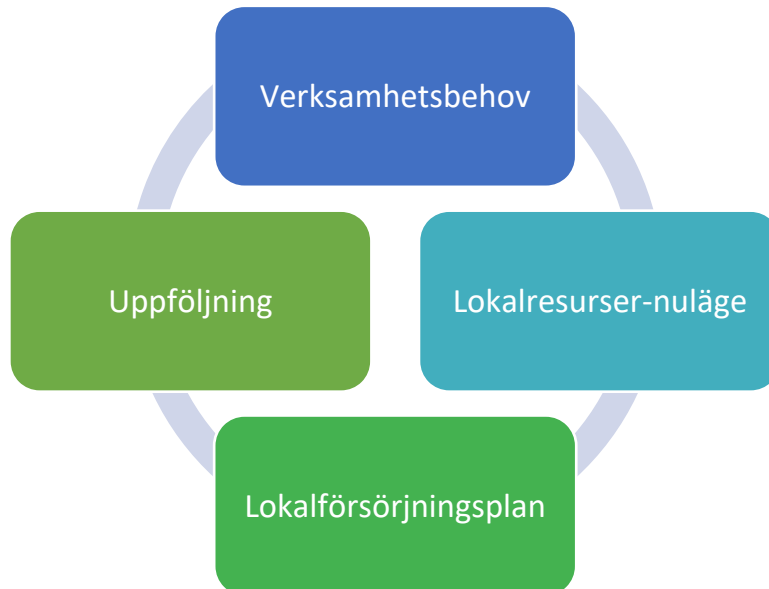 Verksamhetsbehov
Uppföljning
Lokalresurser-nuläge
Lokalförsörjningsplan